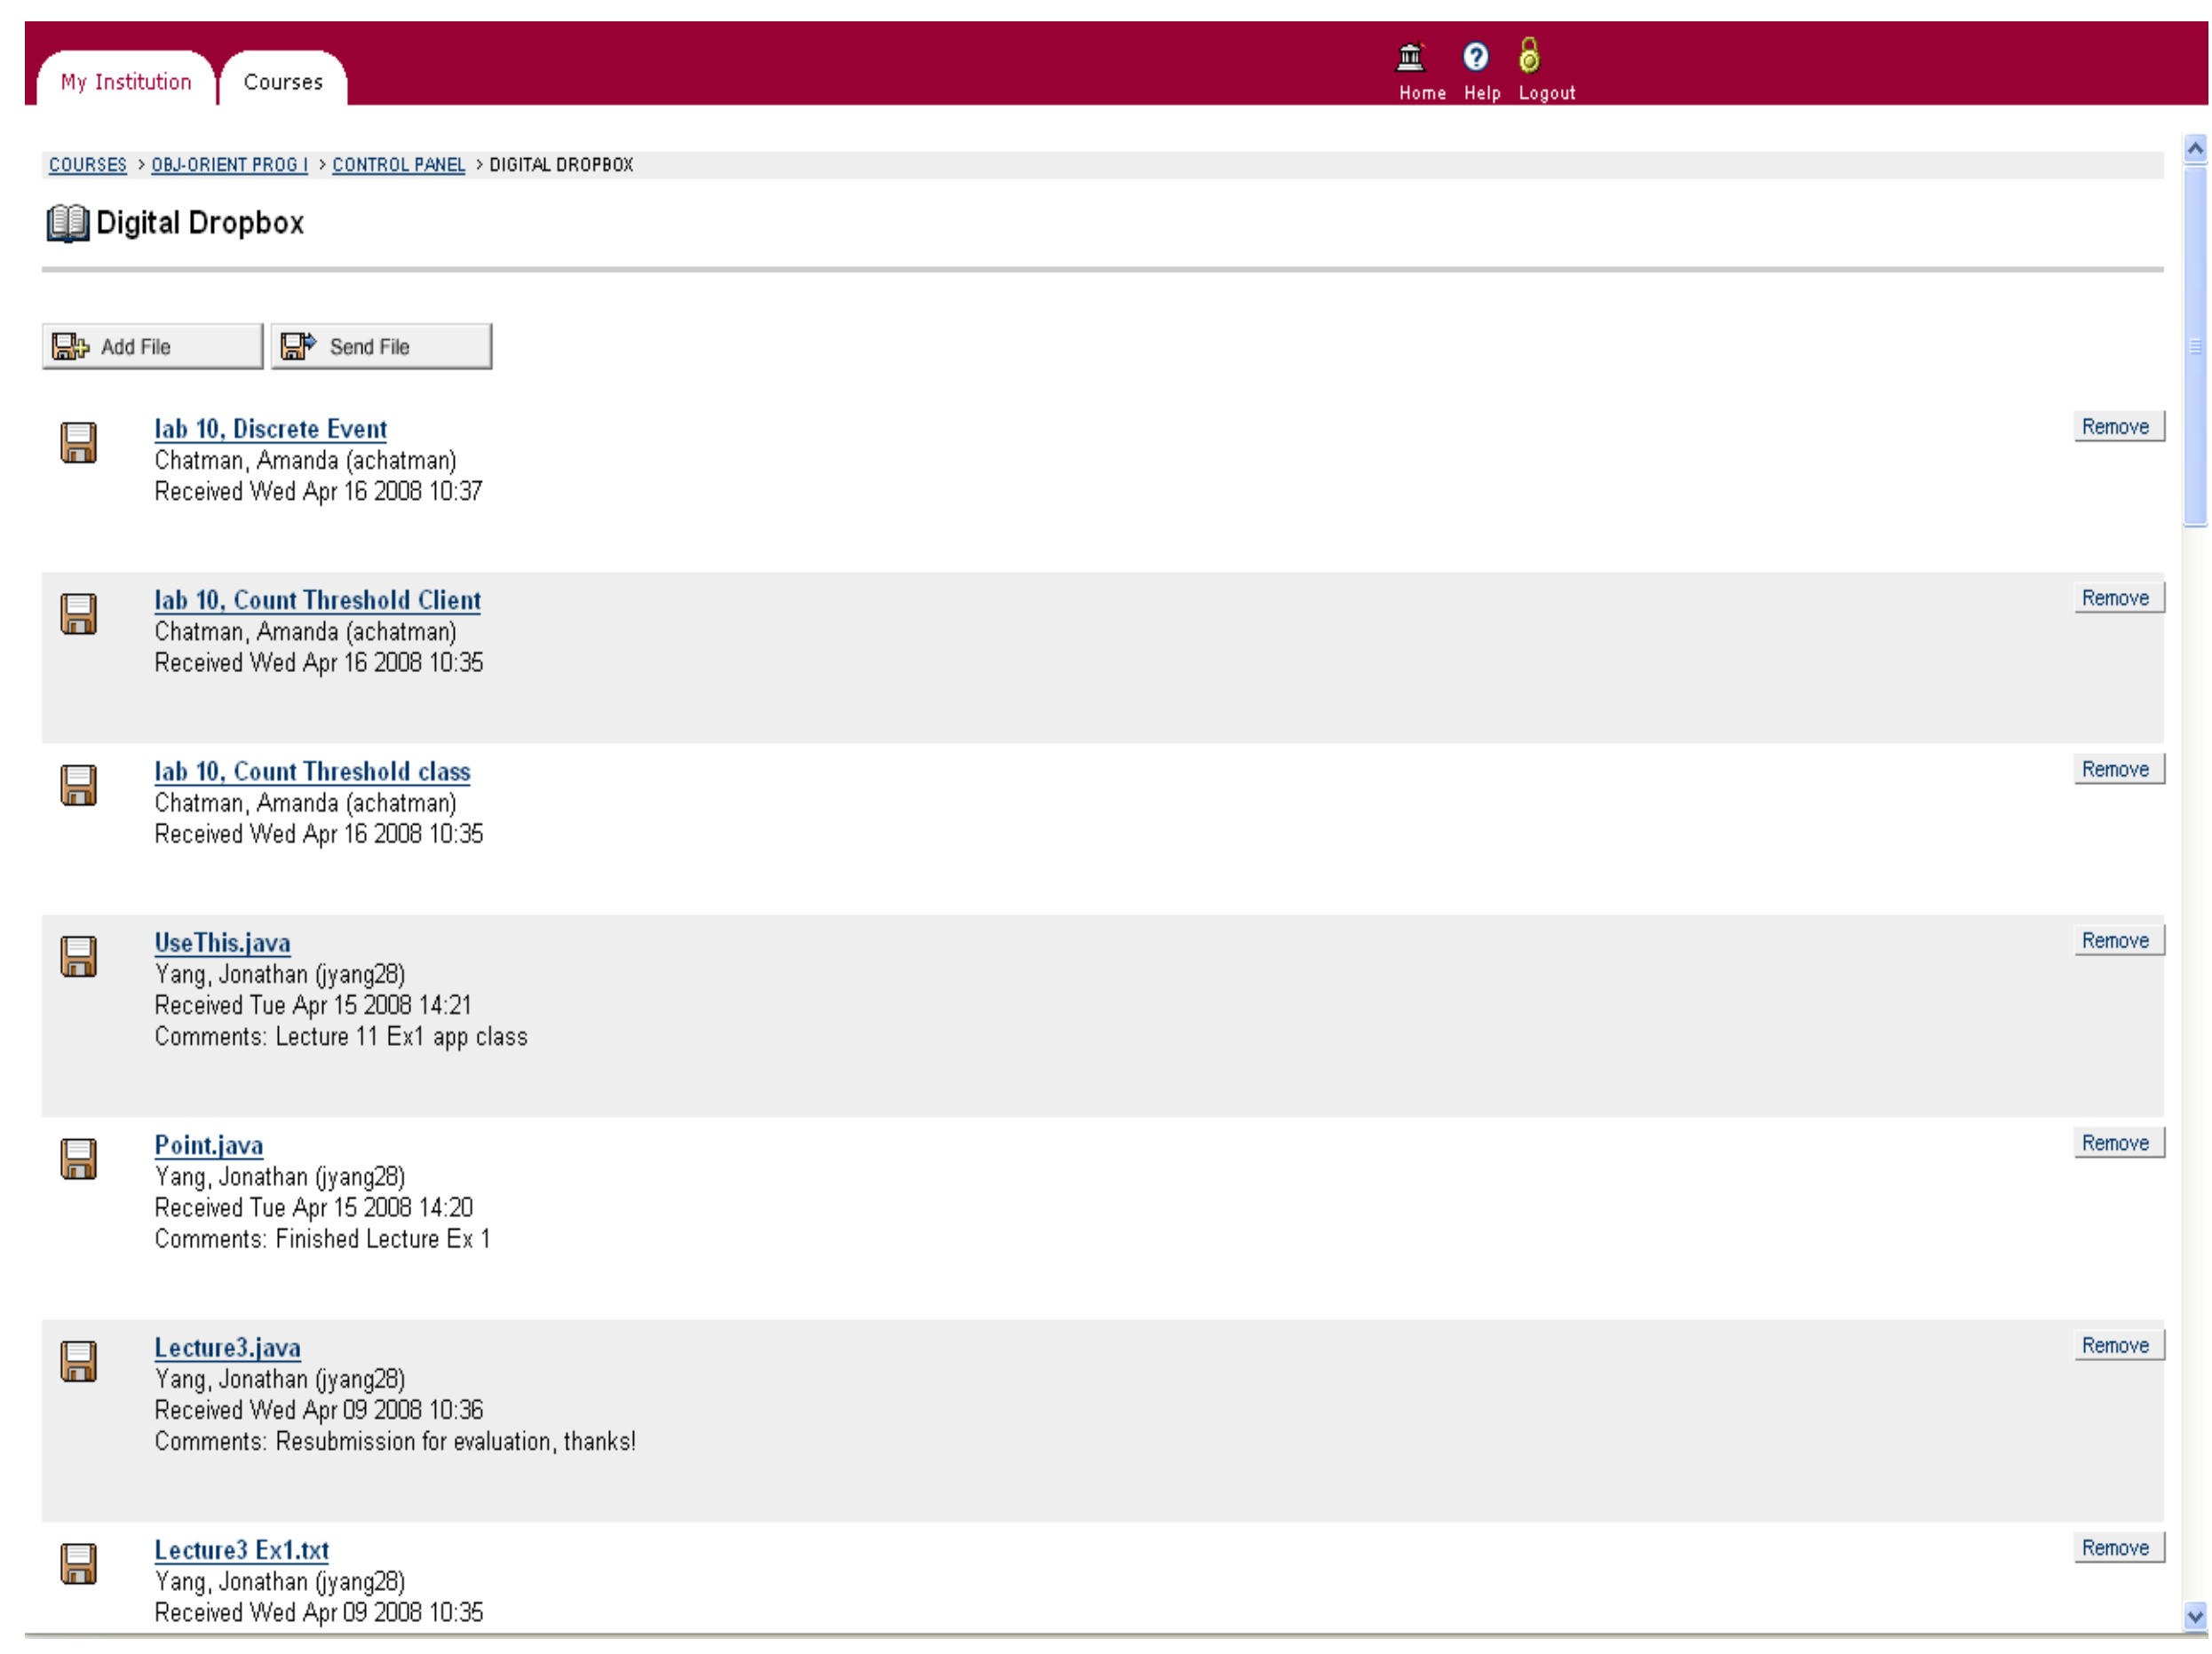 My Institution
Courses
Home Help Logout
COURSES > OBJ-ORIENT PROG I > CONTROL PANEL > DIGITAL DROPBOX
Digital Dropbox
Add File
Send File
lab 10, Discrete Event
Remove
Chatman, Amanda (achatman)
Received Wed Apr 16 2008 10:37
lab 10, Count Threshold Client
Remove
Chatman, Amanda (achatman)
Received Wed Apr 16 2008 10:35
lab 10, Count Threshold class
Remove
Chatman, Amanda (achatman)
Received Wed Apr 16 2008 10:35
UseThis.java
Remove
Yang, Jonathan (jyang28)
Received Tue Apr 15 2008 14:21
Comments: Lecture 11 Ex1 app class
Point.java
Remove
Yang, Jonathan (jyang28)
Received Tue Apr 15 2008 14:20
Comments: Finished Lecture Ex 1
Lecture3.java
Remove
Yang, Jonathan (jyang28)
Received Wed Apr 09 2008 10:36
Comments: Resubmission for evaluation, thanks!
Lecture3 Ex1.txt
Remove
Yang, Jonathan (jyang28)
Received Wed Apr 09 2008 10:35